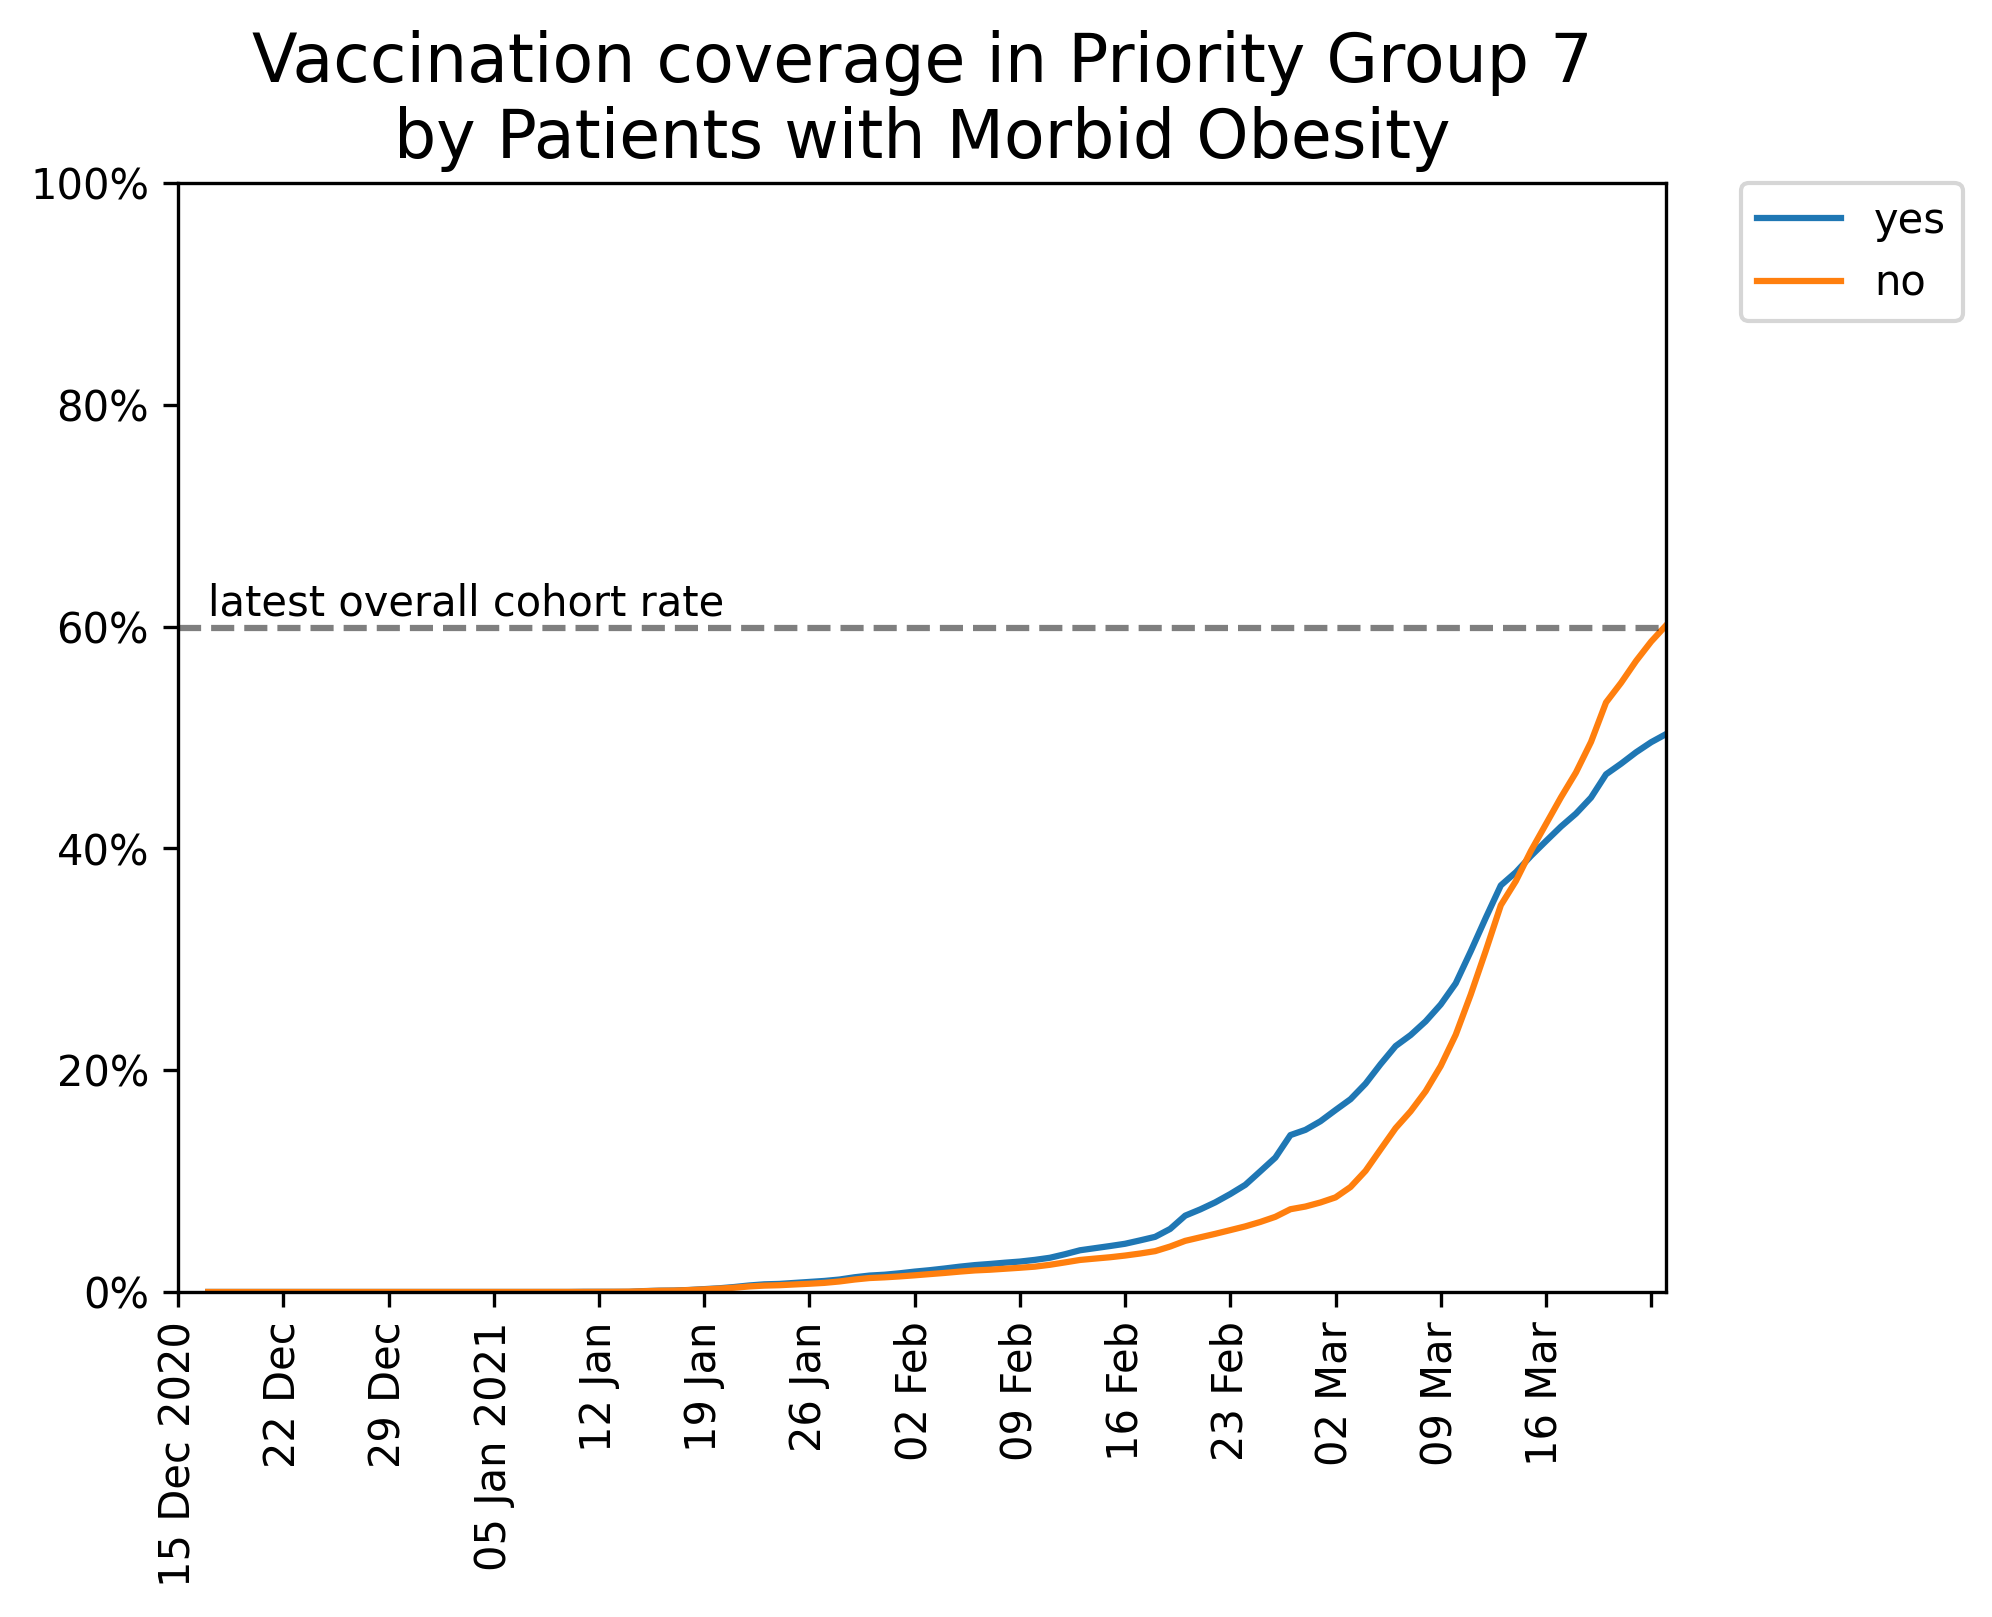 Vaccination coverage in Priority Group 7
by Patients with Morbid Obesity
100%
80%
60%
40%
20%
0%
latest overall cohort rate
yes
no
15 Dec 2020
22 Dec
29 Dec
05 Jan 2021
12 Jan
19 Jan
26 Jan
02 Feb
09 Feb
16 Feb
23 Feb
02 Mar
09 Mar
16 Mar